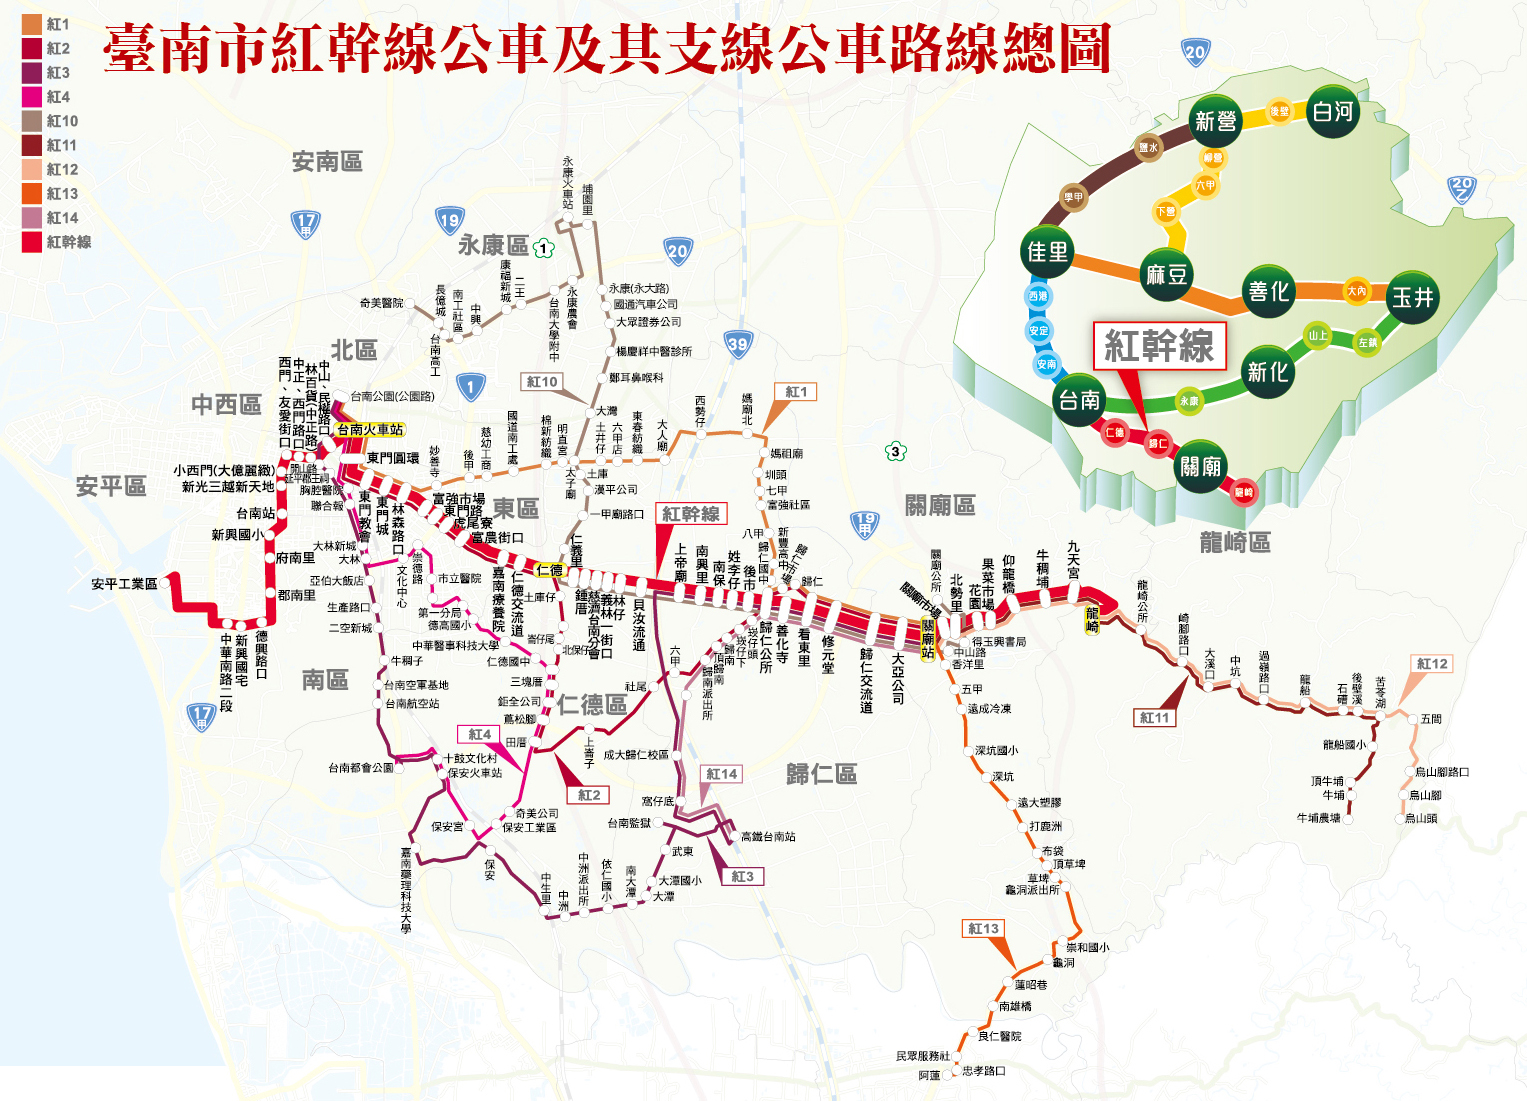 臺南市紅幹線公車及其支線公車路線總圖
紅1
紅2
紅3
紅4
紅10
紅11
紅12
紅13
紅14
紅幹線
安南區
永康區
北區
中西區
安平區
東區
南區
仁德區
歸仁區
關廟區
龍崎區
17甲
19
20
1
39
19甲
17甲
20
20乙
1
3
白河
後壁
新營
鹽水
柳營
六甲
下營
學甲
佳里
麻豆
善化
大內
玉井
西港
安定
安南
山上
左鎮
新化
永康
台南
仁德
歸仁
關廟
龍崎
紅幹線
永康火車站
埔園里
永康(永大路)
國通汽車公司
大眾證券公司
楊慶祥中醫診所
鄭耳鼻喉科
大灣
永康農會
台南大學附中
二王
康福新城
中興
南工社區
長億城
台南高工
奇美醫院
紅10
紅1
媽廟北
西勢仔
大人廟
東春紡織
六甲店
土井仔
明直宮
棉新紡織
國道南工處
慈幼工商
後甲
妙善寺
太子廟
土庫
漢平公司
一甲廟路口
仁義里
媽祖廟
圳頭
七甲
富強社區
八甲
新豐高中
歸仁國中
歸仁市場
歸仁
台南公園(公園路)
台南火車站
中山、民權路口
林百貨(中正路)
中正、西門路口
西門、友愛街口
小西門(大億麗緻)
新光三越新天地
開山路
延平郡王祠
胸腔醫院
聯合報
台南站
新興國小
府南里
郡南里
安平工業區
中華南路二段
新興國宅
德興路口
東門圓環
東門教會
東門城
林森路口
富強市場
東門路
虎尾寮
富農街口
嘉南療養院
仁德交流道
仁德
鍾厝
慈濟台南分會
義林一街口
林仔
貝汝流通
上帝廟
南興里
南保
姓李仔
後市
歸仁公所
善化寺
看東里
修元堂
歸仁交流道
大亞公司
關廟站
關廟市場
關廟公所
北勢里
花園
果菜市場
仰龍橋
牛稠埔
九天宮
龍崎
紅幹線
大林新城
大林
亞伯大飯店
生產路口
二空新城
牛稠子
台南空軍基地
台南航空站
台南都會公園
文化中心
崇德路
市立醫院
第一分局
德高國小
中華醫事科技大學
仁德國中
土庫仔
崙仔尾
北保仔
三塊厝
鉅全公司
蔦松腳
田厝
上崙子
社尾
六甲
紅4
紅2
十鼓文化村
保安火車站
保安宮
奇美公司
保安工業區
保安
嘉南藥理科技大學
中生里
中洲
中洲派出所
依仁國小
南大潭
大潭
大潭國小
武東
台南監獄
窩仔底
成大歸仁校區
高鐵台南站
紅14
紅3
歸南派出所
頂歸南
歸南
崁仔下
崁仔頭
得玉興書局
中山路
香洋里
五甲
遠成冷凍
深坑國小
深坑
遠大塑膠
打鹿洲
布袋
頂草埤
草埤
龜洞派出所
崇和國小
龜洞
蓮昭巷
南雄橋
良仁醫院
民眾服務社
忠孝路口
阿蓮
紅13
龍崎公所
崎腳路口
大溪口
中坑
過嶺路口
龍船
石𥕢
後壁溪
苦苓湖
五間
龍船國小
頂牛埔
牛埔
牛埔農塘
烏山腳路口
烏山腳
烏山頭
紅11
紅12